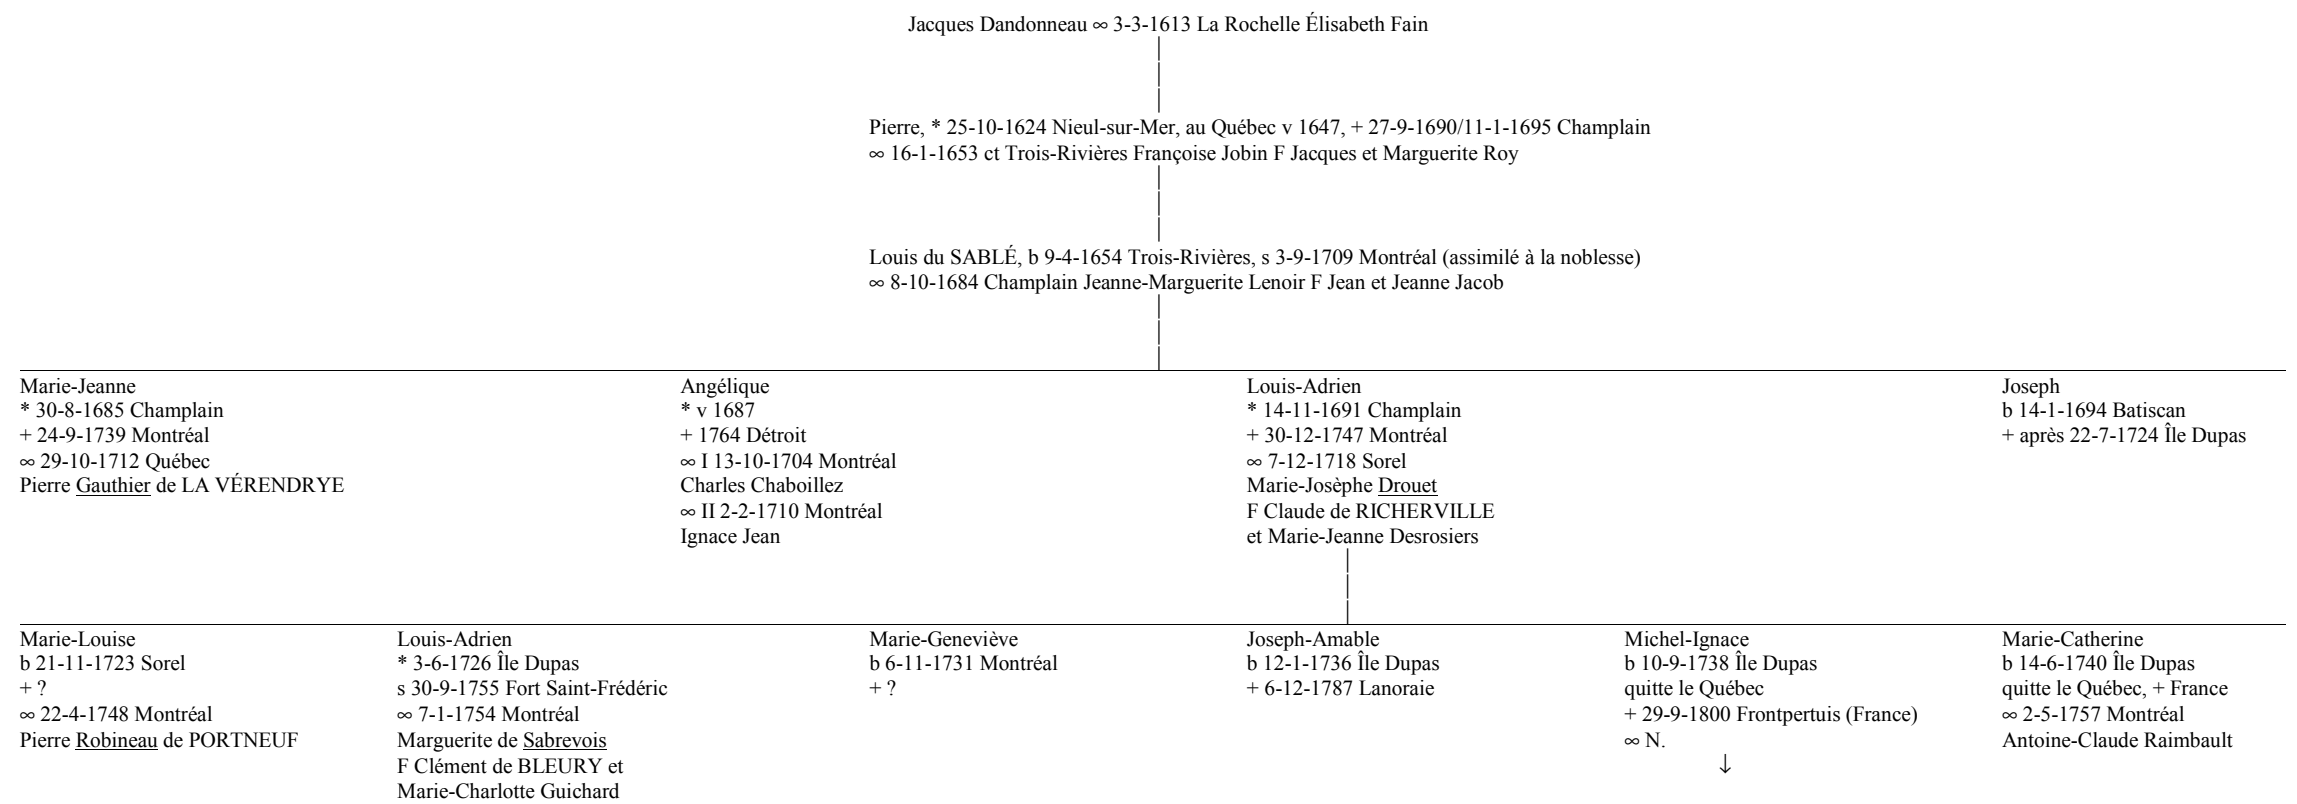 Jacques Dandonneau ∞ 3-3-1613 La Rochelle Élisabeth Fain
Pierre, * 25-10-1624 Nieul-sur-Mer, au Québec v 1647, + 27-9-1690/11-1-1695 Champlain
∞ 16-1-1653 ct Trois-Rivières Françoise Jobin F Jacques et Marguerite Roy
Louis du SABLÉ, b 9-4-1654 Trois-Rivières, s 3-9-1709 Montréal (assimilé à la noblesse)
∞ 8-10-1684 Champlain Jeanne-Marguerite Lenoir F Jean et Jeanne Jacob
Marie-Jeanne
* 30-8-1685 Champlain
+ 24-9-1739 Montréal
∞ 29-10-1712 Québec
Pierre Gauthier de LA VÉRENDRYE
Angélique
* v 1687
+ 1764 Détroit
∞ I 13-10-1704 Montréal
Charles Chaboillez
∞ II 2-2-1710 Montréal
Ignace Jean
Louis-Adrien
* 14-11-1691 Champlain
+ 30-12-1747 Montréal
∞ 7-12-1718 Sorel
Marie-Josèphe Drouet
F Claude de RICHERVILLE
et Marie-Jeanne Desrosiers
Joseph
b 14-1-1694 Batiscan
+ après 22-7-1724 Île Dupas
Marie-Louise
b 21-11-1723 Sorel
+ ?
∞ 22-4-1748 Montréal
Pierre Robineau de PORTNEUF
Louis-Adrien
* 3-6-1726 Île Dupas
s 30-9-1755 Fort Saint-Frédéric
∞ 7-1-1754 Montréal
Marguerite de Sabrevois
F Clément de BLEURY et
Marie-Charlotte Guichard
Marie-Geneviève
b 6-11-1731 Montréal
+ ?
Joseph-Amable
b 12-1-1736 Île Dupas
+ 6-12-1787 Lanoraie
Michel-Ignace
b 10-9-1738 Île Dupas
quitte le Québec
+ 29-9-1800 Frontpertuis (France)
∞ N.
↓
Marie-Catherine
b 14-6-1740 Île Dupas
quitte le Québec, + France
∞ 2-5-1757 Montréal
Antoine-Claude Raimbault